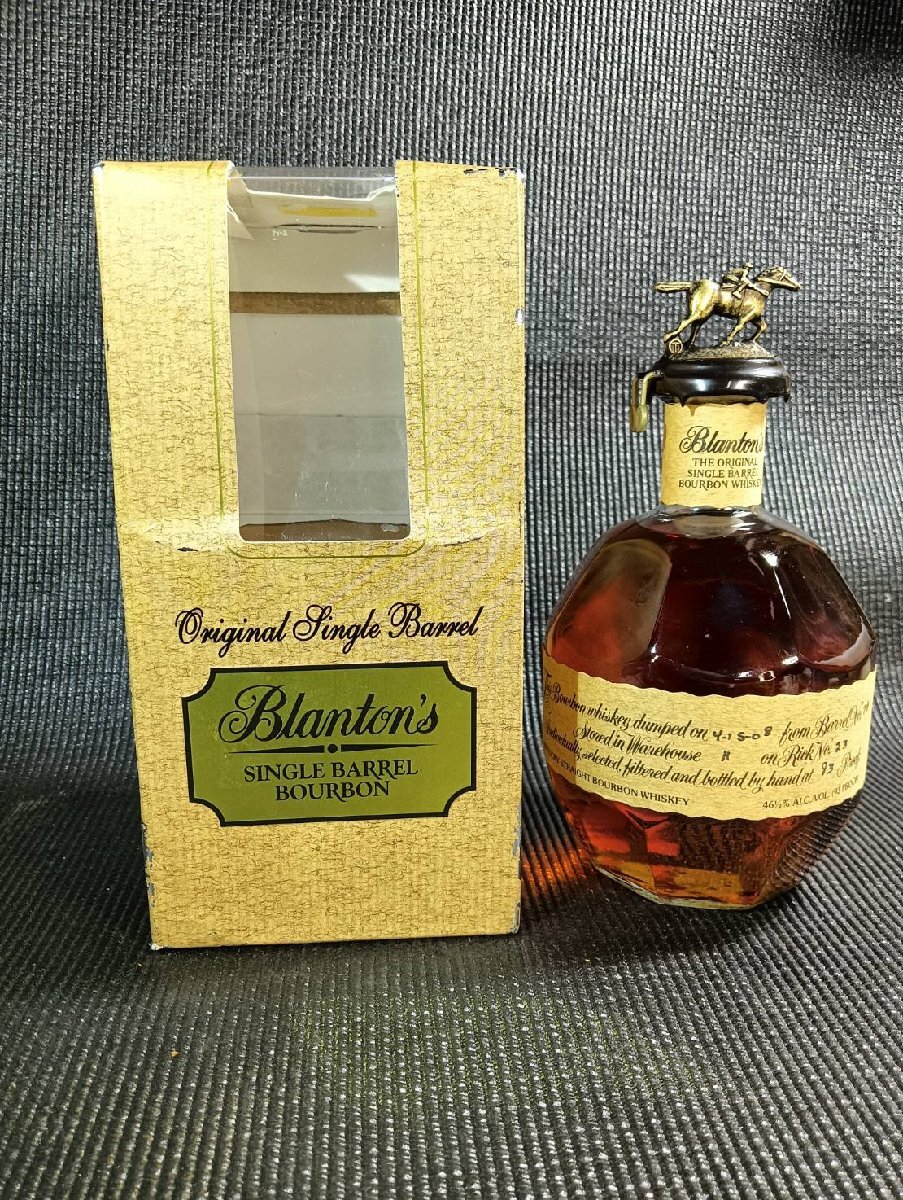 Original Single Barrel
Blanton's
SINGLE BARREL
BOURBON
Blanton's
THE ORIGINAL
SINGLE BARREL
BOURBON WHISKEY
Bourbon whiskey dumped on 4-15-08 from Barrel No.
Stored in Warehouse H on Rick No. 23
Individually selected, filtered and bottled by hand at 93 Proof
STRAIGHT BOURBON WHISKEY 46½% ALC./VOL. (93 PROOF)